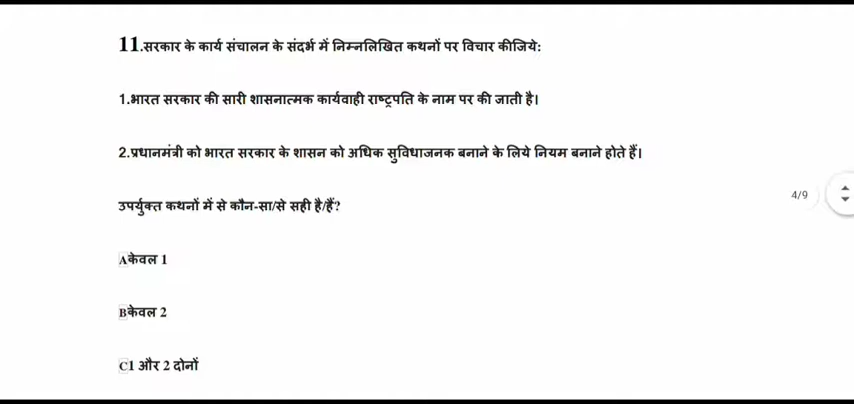 11.सरकार के कार्य संचालन के संदर्भ में निम्नलिखित कथनों पर विचार कीजिये:
1.भारत सरकार की सारी शासनात्मक कार्यवाही राष्ट्रपति के नाम पर की जाती है।
2.प्रधानमंत्री को भारत सरकार के शासन को अधिक सुविधाजनक बनाने के लिये नियम बनाने होते हैं।
उपर्युक्त कथनों में से कौन-सा/से सही है/हैं?
4/9
Aकेवल 1
Bकेवल 2
C1 और 2 दोनों